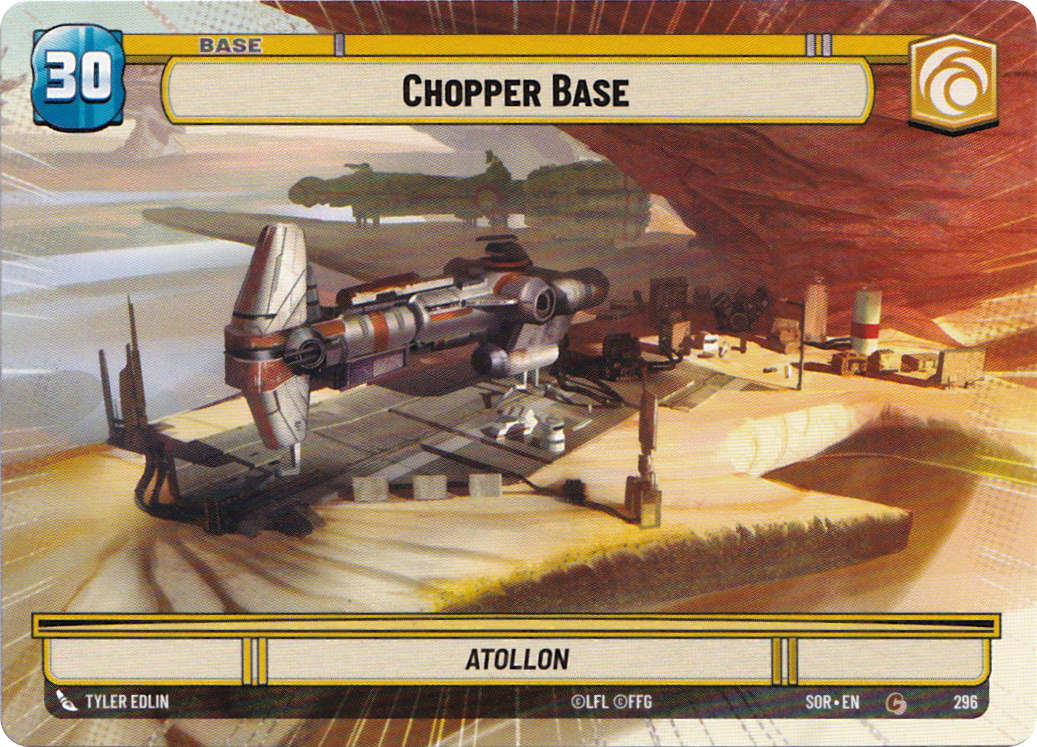 BASE
30
CHOPPER BASE
ATOLLON
TYLER EDLIN
©LFL ©FFG
SOR • EN
C
296